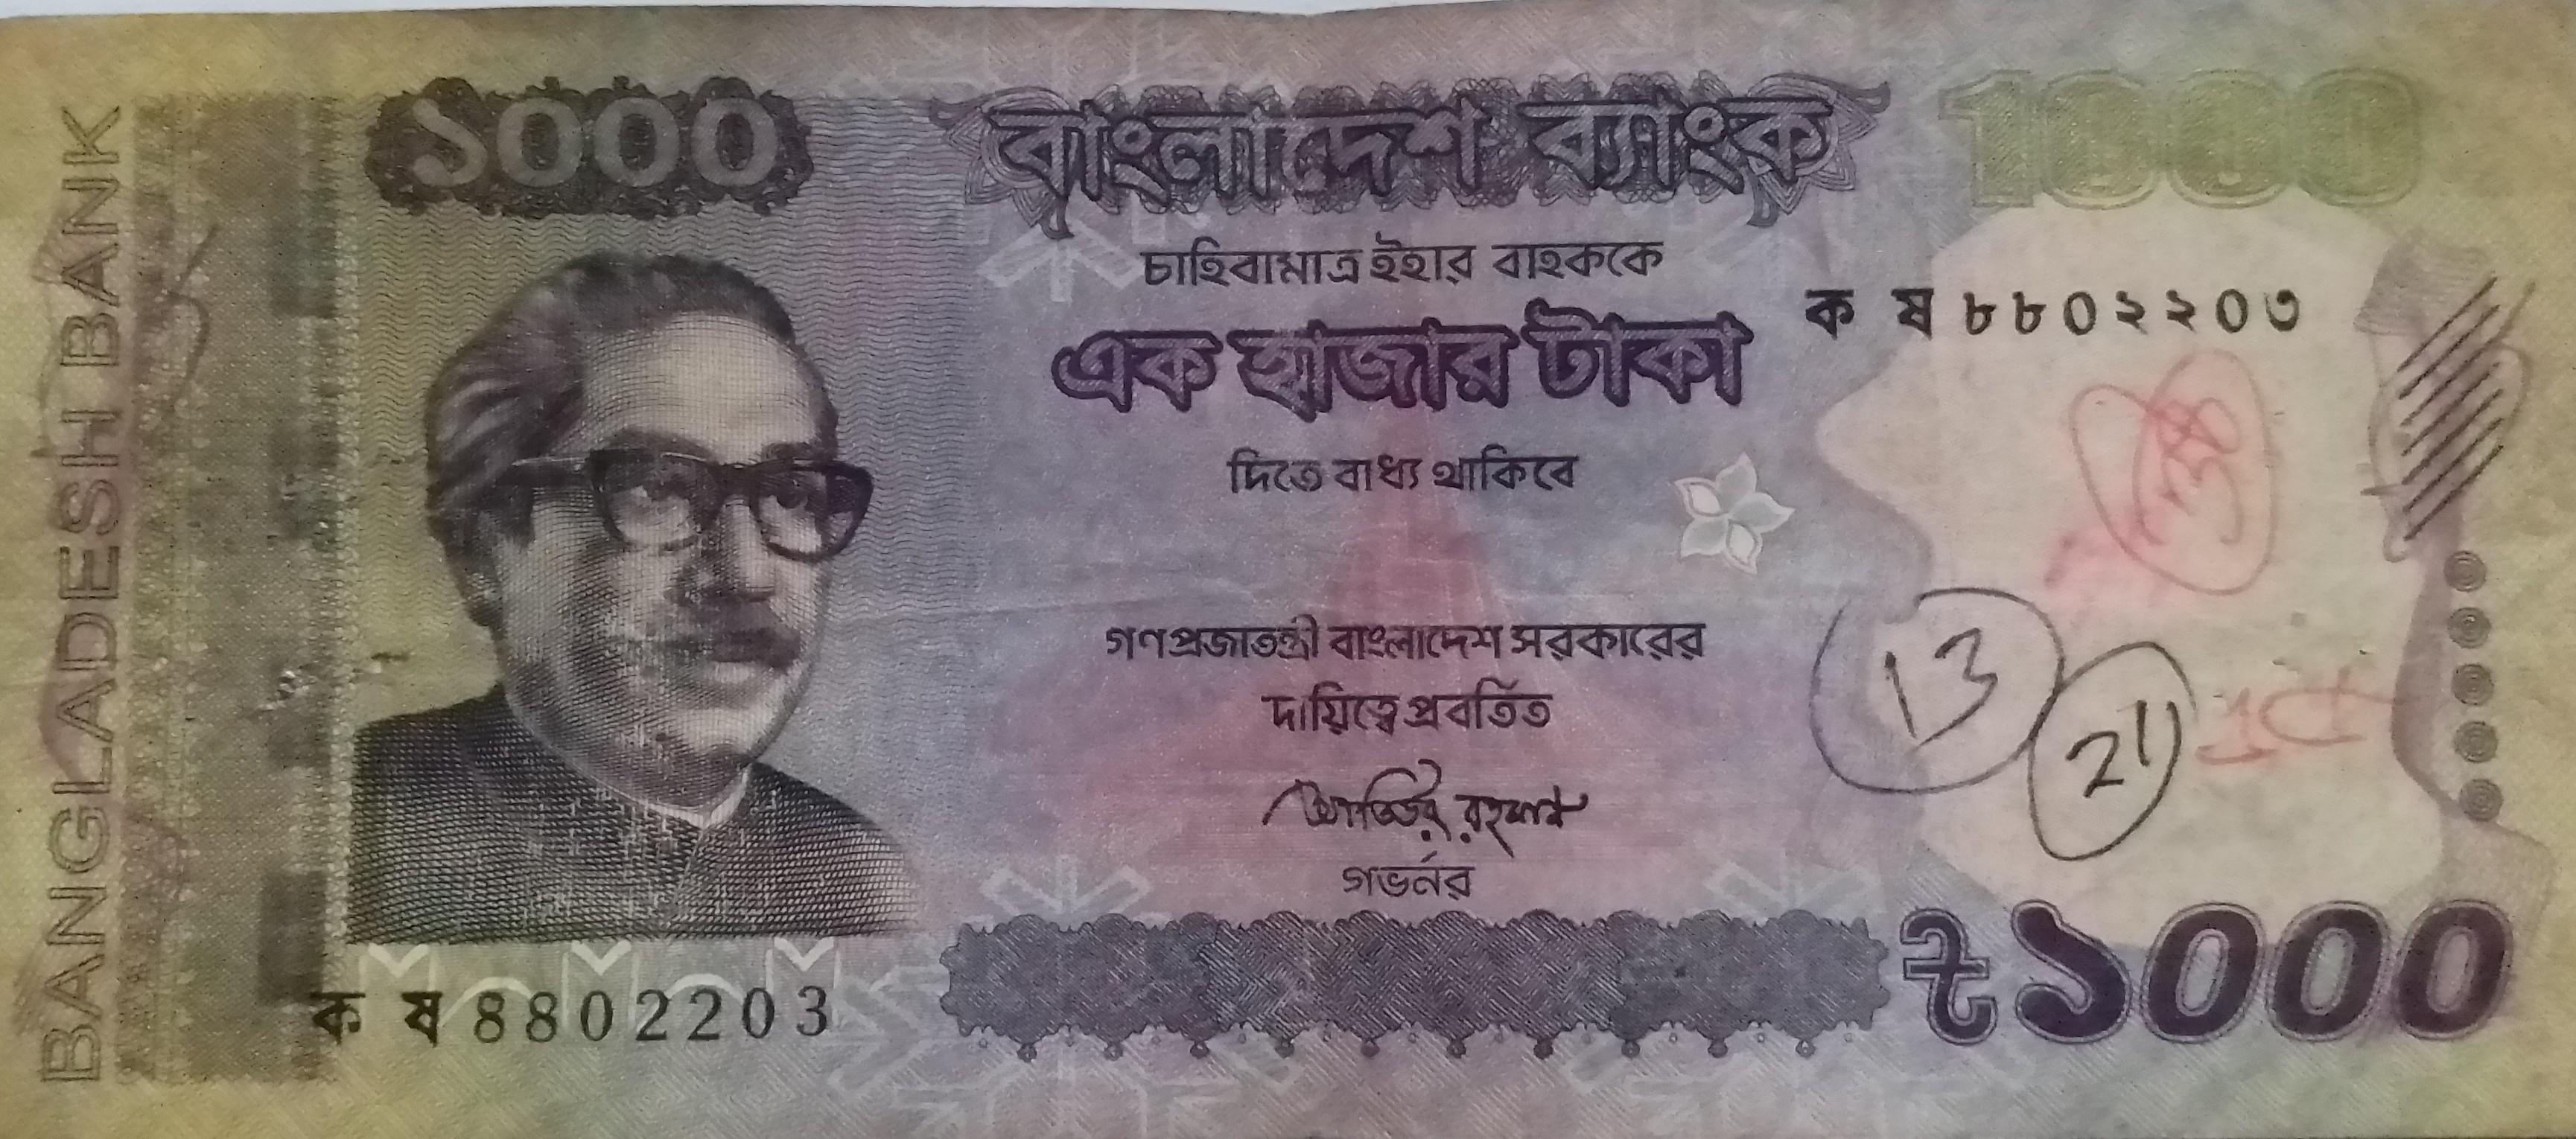 BANGLADESH BANK
১০০০
বাংলাদেশ ব্যাংক
1000
চাহিবামাত্র ইহার বাহককে
ক ষ ৮৮০২২০৩
এক হাজার টাকা
দিতে বাধ্য থাকিবে
গণপ্রজাতন্ত্রী বাংলাদেশ সরকারের
দায়িত্বে প্রবর্তিত
13
21
আতিউর রহমান
গভর্নর
৳১০০০
ক ষ 8802203